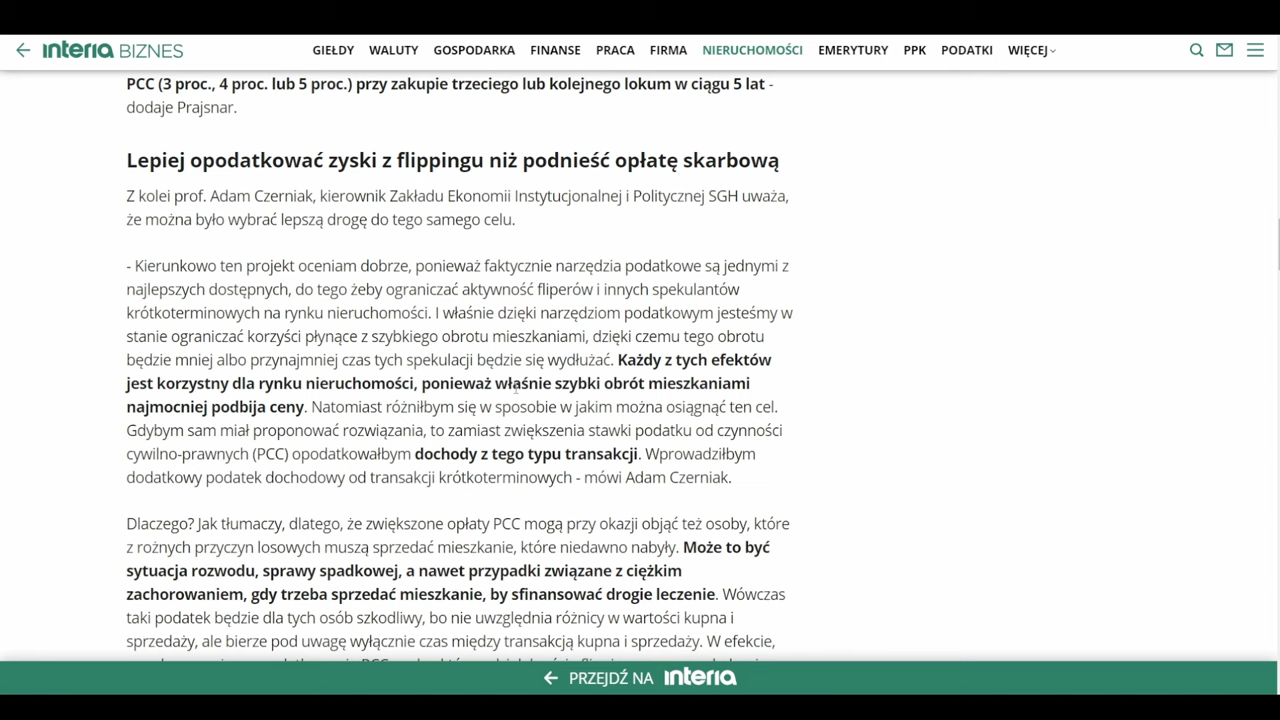 interia BIZNES GIEŁDY WALUTY GOSPODARKA FINANSE PRACA FIRMA NIERUCHOMOŚCI EMERYTURY PPK PODATKI WIĘCEJ
PCC (3 proc., 4 proc. lub 5 proc.) przy zakupie trzeciego lub kolejnego lokum w ciągu 5 lat -
dodaje Prajsnar.
Lepiej opodatkować zyski z flippingu niż podnieść opłatę skarbową
Z kolei prof. Adam Czerniak, kierownik Zakładu Ekonomii Instytucjonalnej i Politycznej SGH uważa,
że można było wybrać lepszą drogę do tego samego celu.
- Kierunkowo ten projekt oceniam dobrze, ponieważ faktycznie narzędzia podatkowe są jednymi z
najlepszych dostępnych, do tego żeby ograniczać aktywność fliperów i innych spekulantów
krótkoterminowych na rynku nieruchomości. I właśnie dzięki narzędziom podatkowym jesteśmy w
stanie ograniczać korzyści płynące z szybkiego obrotu mieszkaniami, dzięki czemu tego obrotu
będzie mniej albo przynajmniej czas tych spekulacji będzie się wydłużać. Każdy z tych efektów
jest korzystny dla rynku nieruchomości, ponieważ właśnie szybki obrót mieszkaniami
najmocniej podbija ceny. Natomiast różniłbym się w sposobie w jakim można osiągnąć ten cel.
Gdybym sam miał proponować rozwiązania, to zamiast zwiększenia stawki podatku od czynności
cywilno-prawnych (PCC) opodatkowałbym dochody z tego typu transakcji. Wprowadziłbym
dodatkowy podatek dochodowy od transakcji krótkoterminowych - mówi Adam Czerniak.
Dlaczego? Jak tłumaczy, dlatego, że zwiększone opłaty PCC mogą przy okazji objąć też osoby, które
z rożnych przyczyn losowych muszą sprzedać mieszkanie, które niedawno nabyły. Może to być
sytuacja rozwodu, sprawy spadkowej, a nawet przypadki związane z ciężkim
zachorowaniem, gdy trzeba sprzedać mieszkanie, by sfinansować drogie leczenie. Wówczas
taki podatek będzie dla tych osób szkodliwy, bo nie uwzględnia różnicy w wartości kupna i
sprzedaży, ale bierze pod uwagę wyłącznie czas między transakcją kupna i sprzedaży. W efekcie,
PRZEJDŹ NA interia